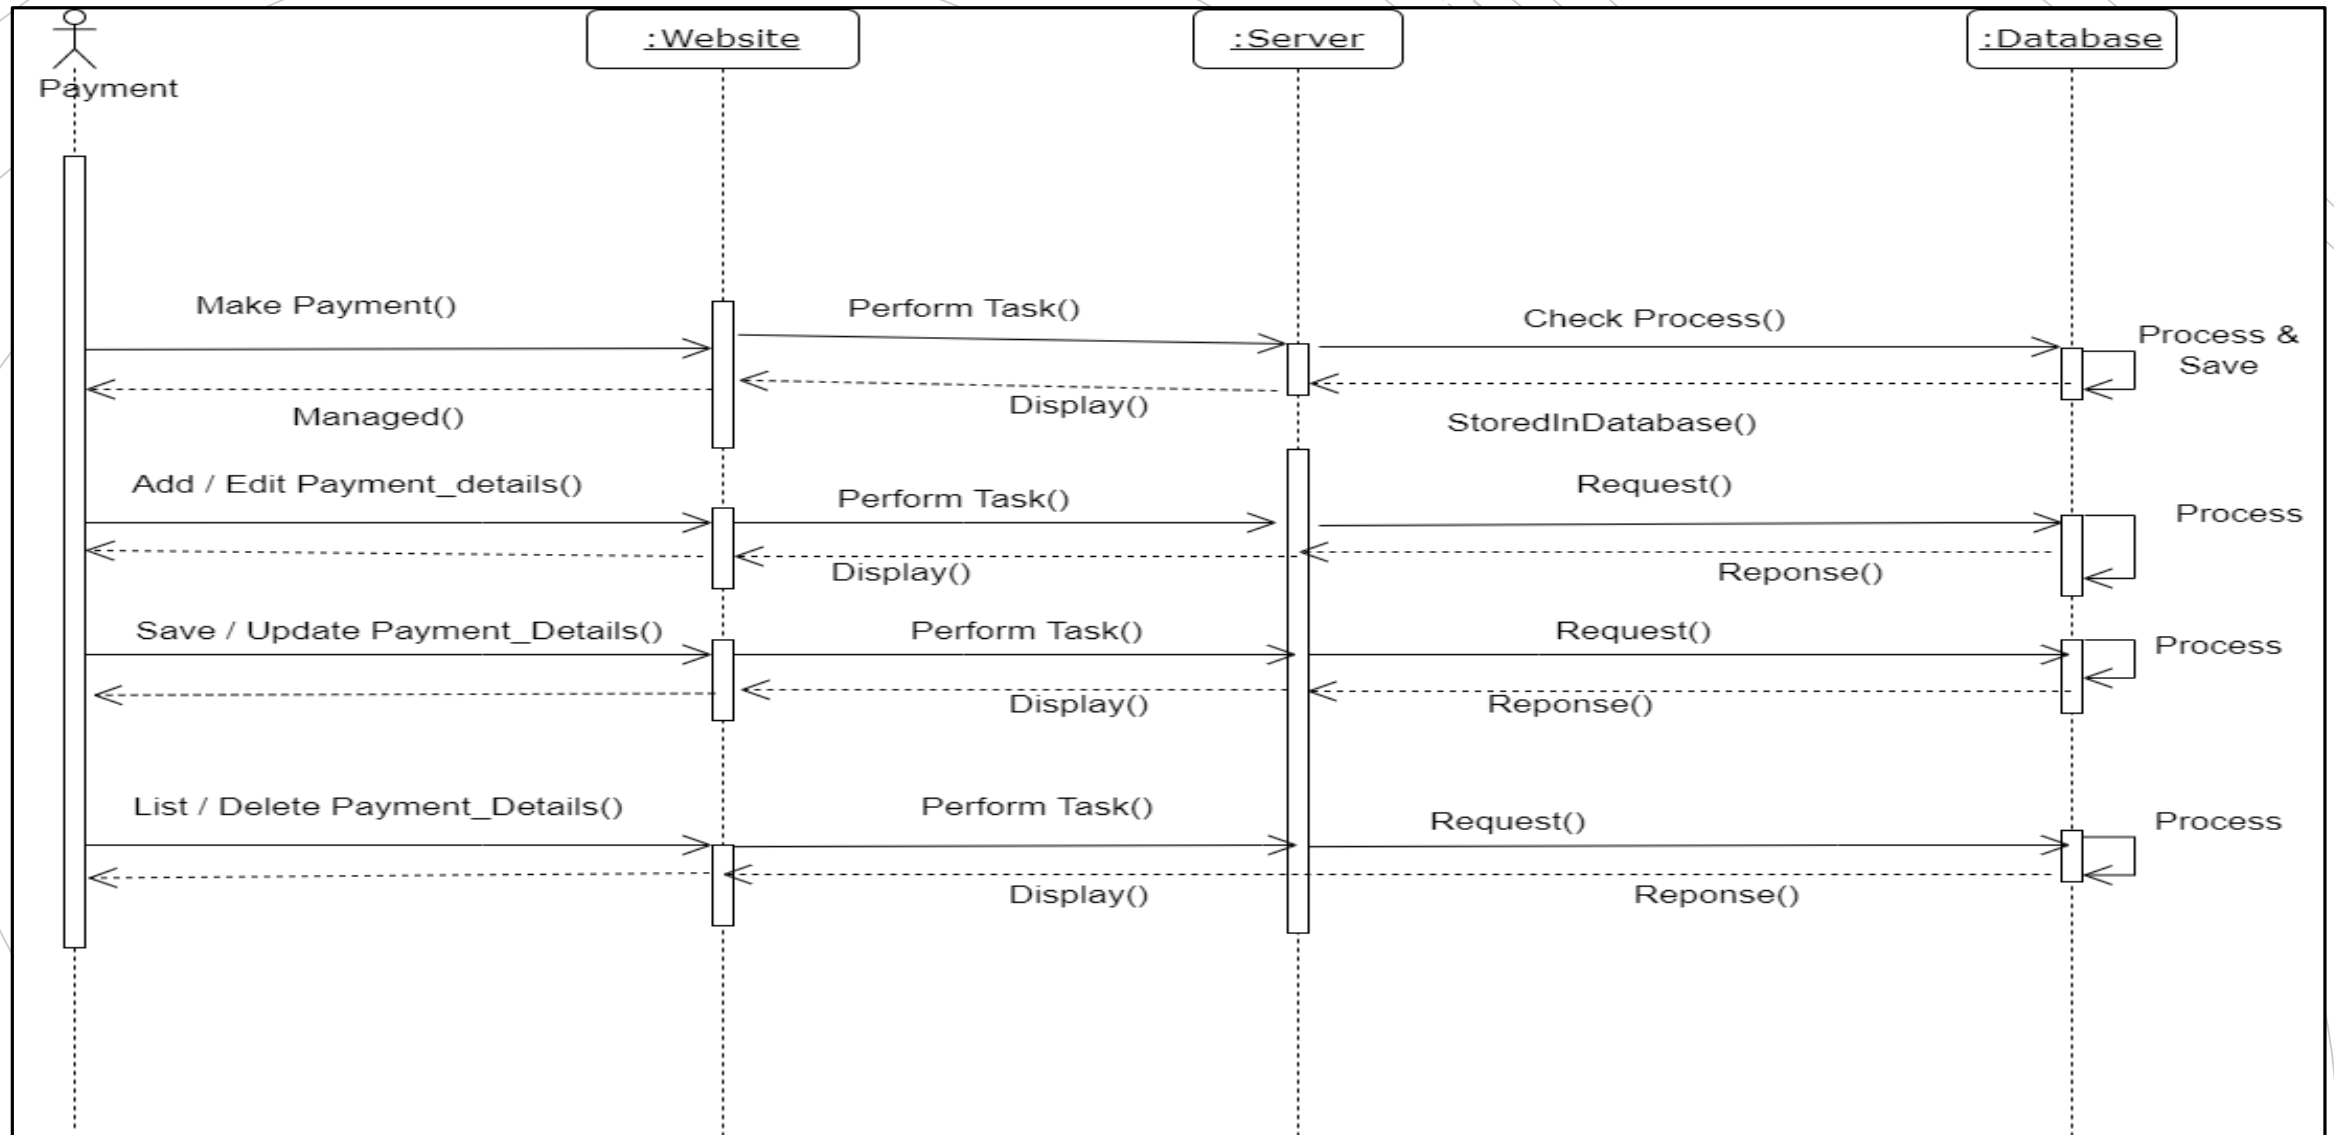 :Website
:Server
:Database
Payment
Make Payment()
Perform Task()
Check Process()
Process &
Save
Managed()
Display()
StoredInDatabase()
Add / Edit Payment_details()
Perform Task()
Request()
Process
Display()
Reponse()
Save / Update Payment_Details()
Perform Task()
Request()
Process
Display()
Reponse()
List / Delete Payment_Details()
Perform Task()
Request()
Process
Display()
Reponse()